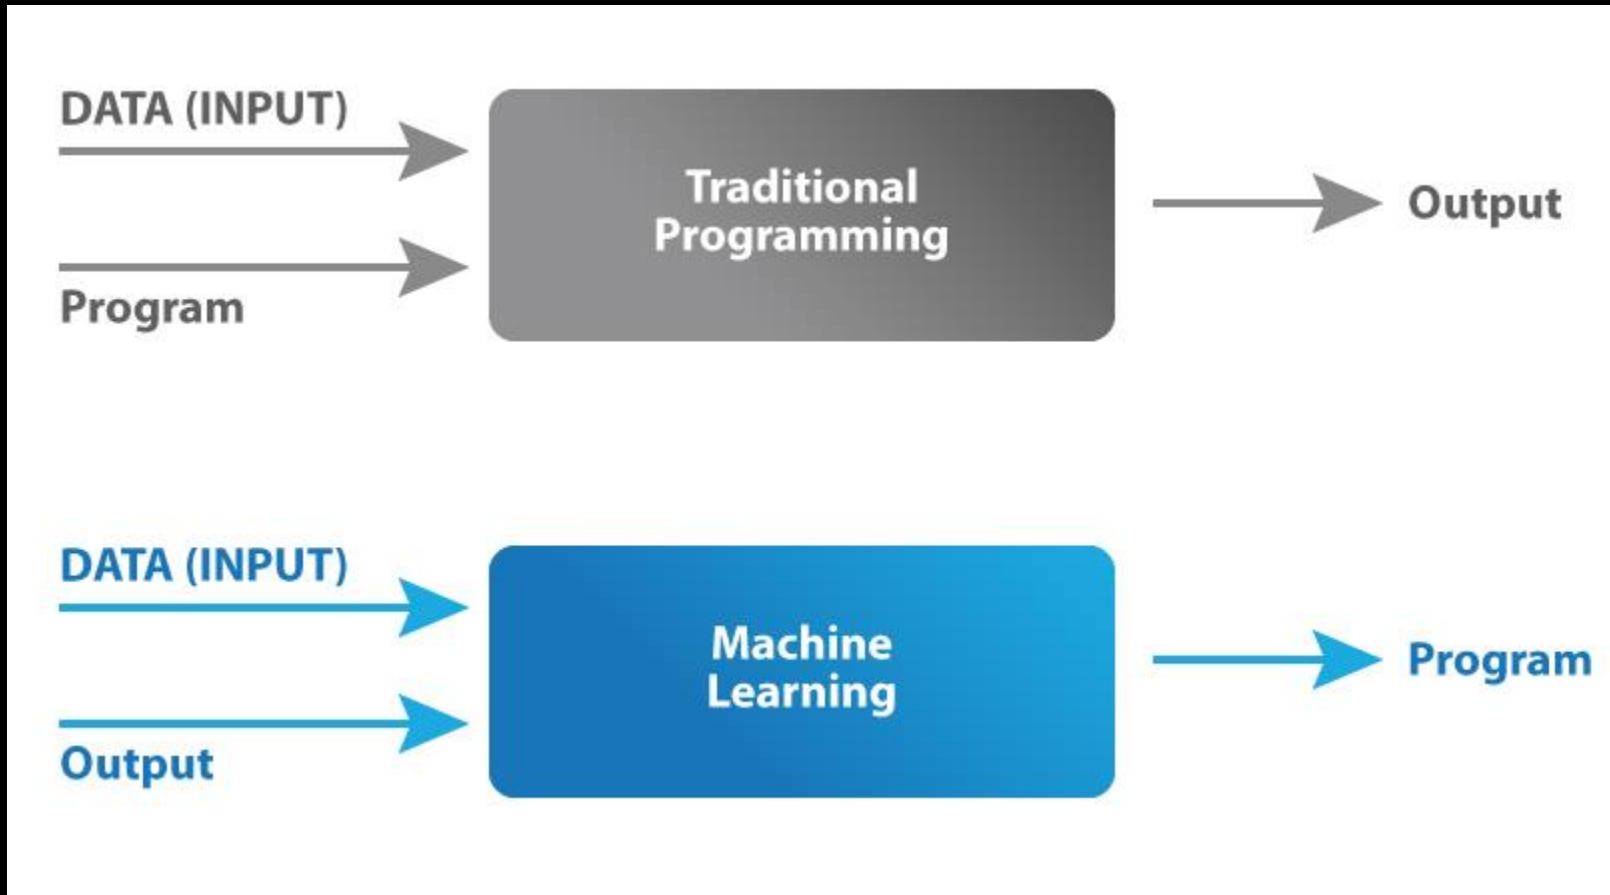 DATA (INPUT)
Program
Traditional
Programming
Output
DATA (INPUT)
Output
Machine
Learning
Program